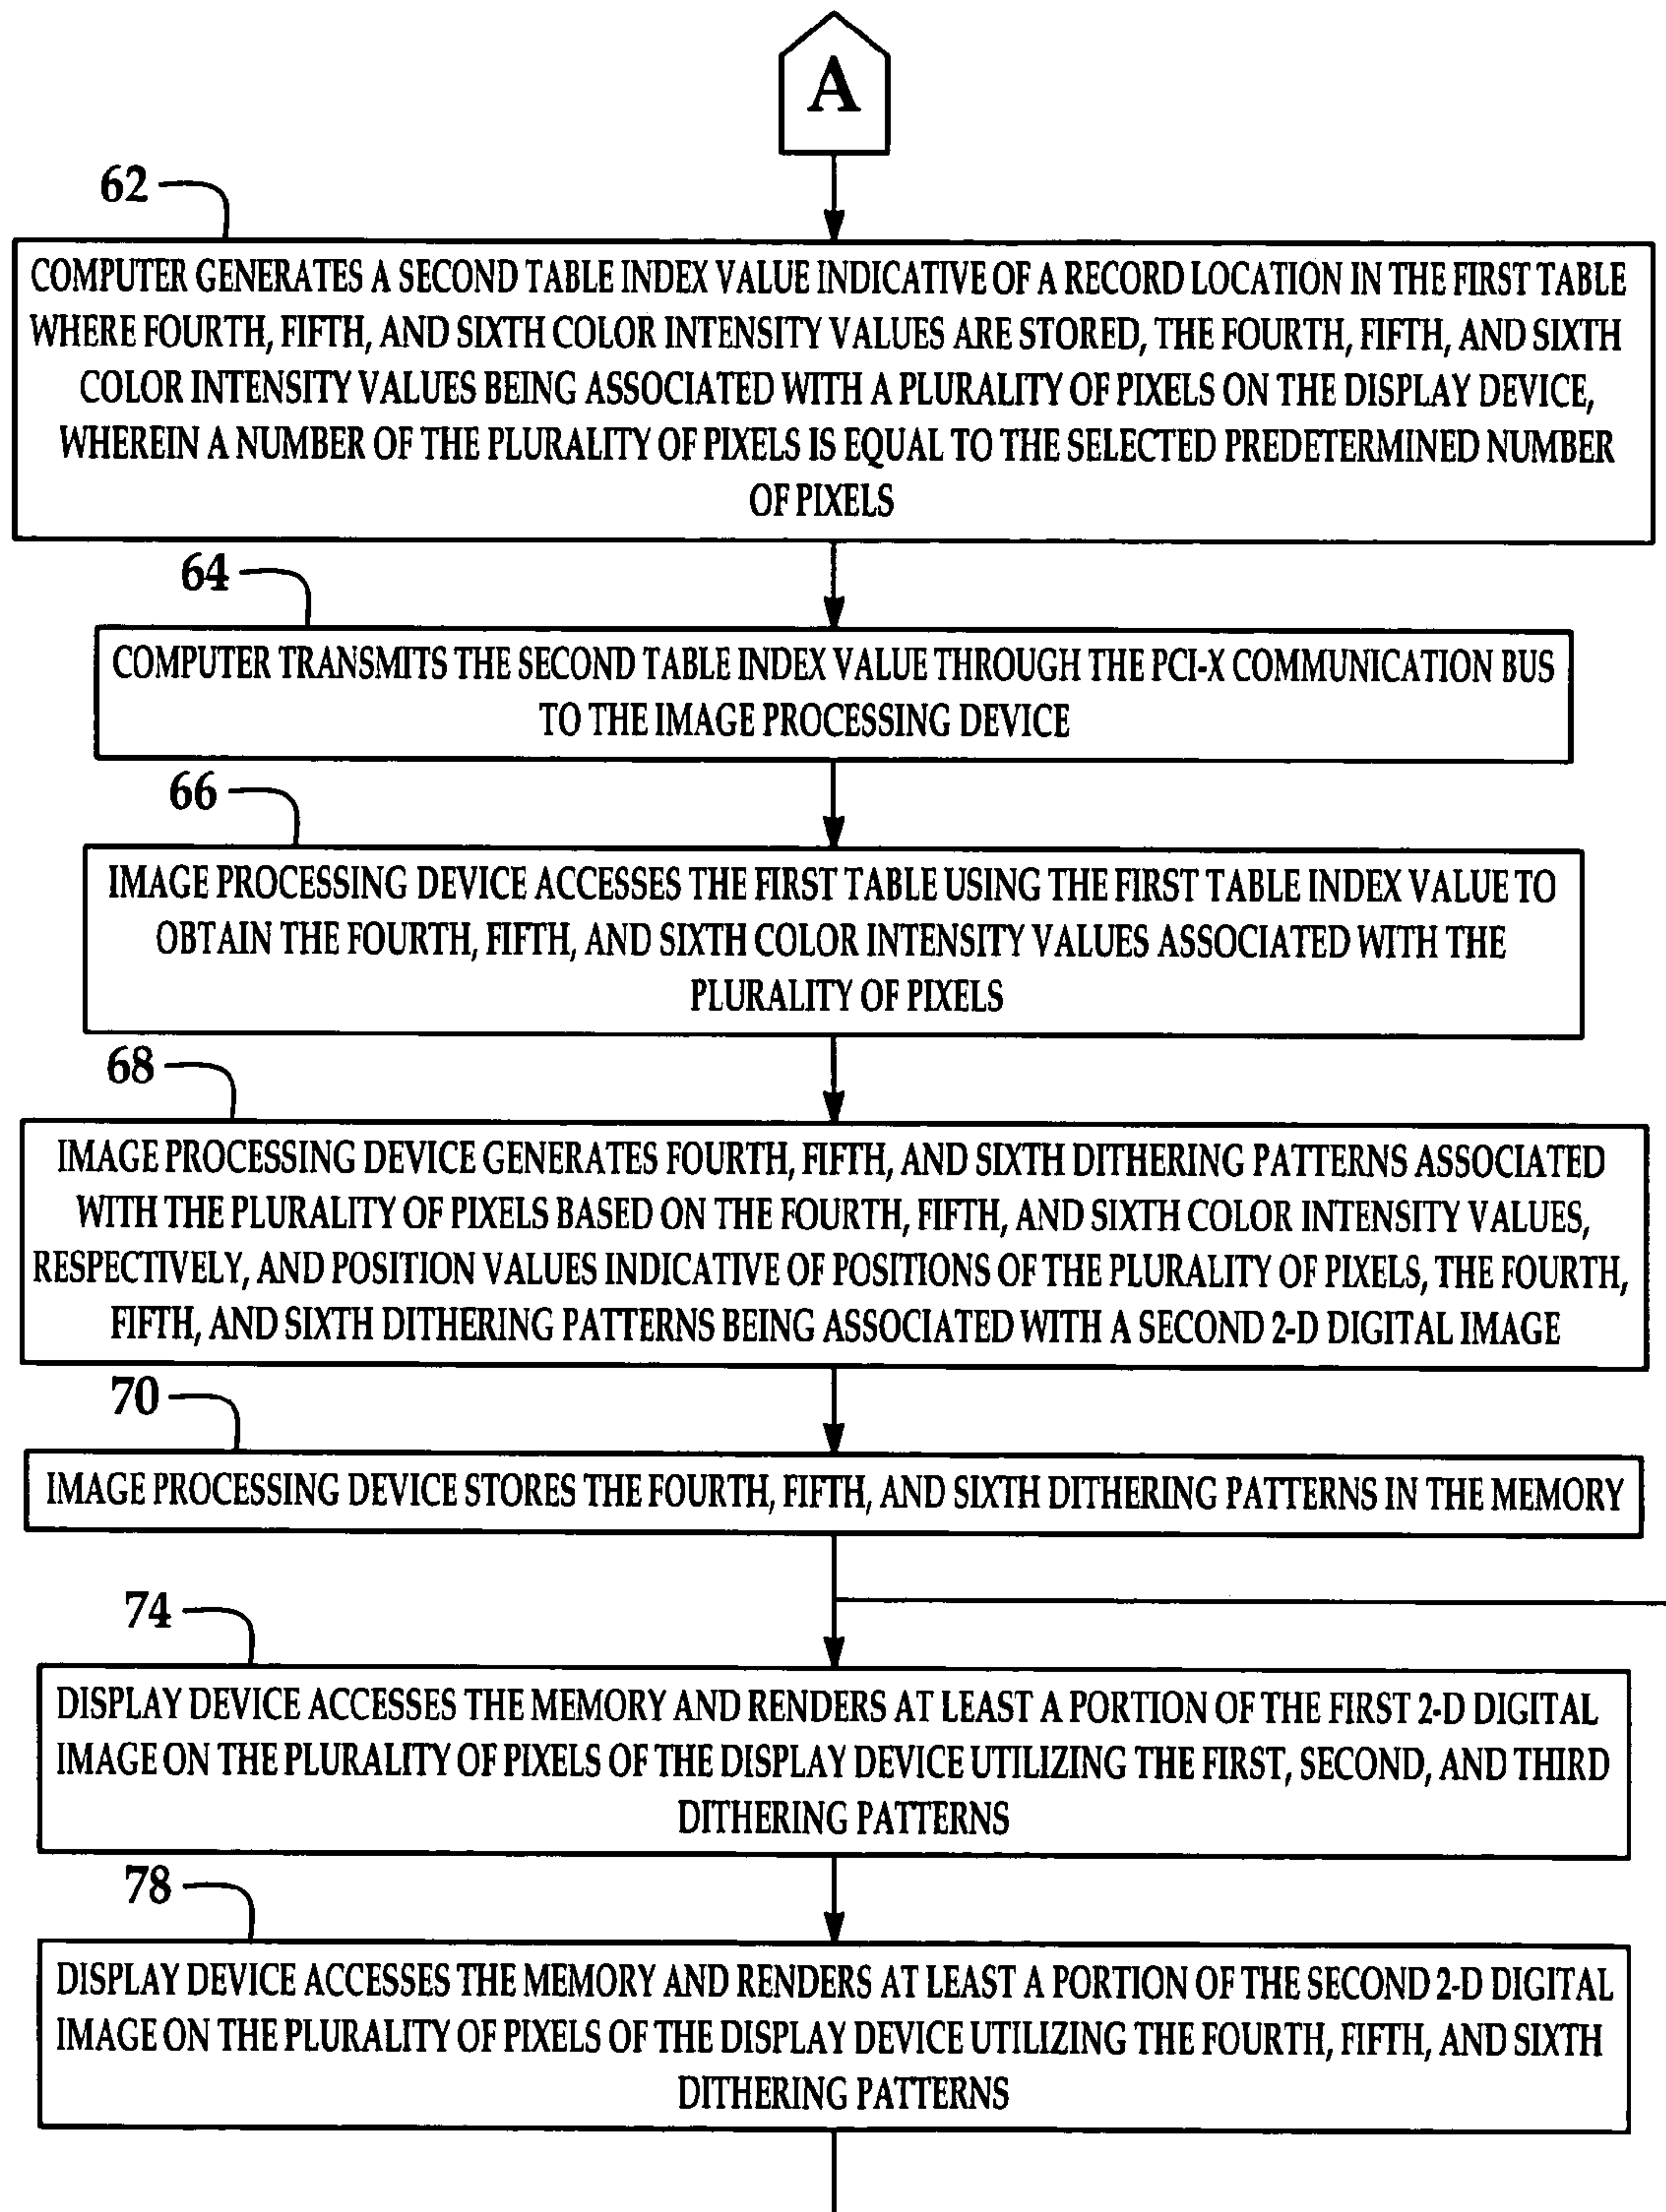 A
62
COMPUTER GENERATES A SECOND TABLE INDEX VALUE INDICATIVE OF A RECORD LOCATION IN THE FIRST TABLE
WHERE FOURTH, FIFTH, AND SIXTH COLOR INTENSITY VALUES ARE STORED, THE FOURTH, FIFTH, AND SIXTH
COLOR INTENSITY VALUES BEING ASSOCIATED WITH A PLURALITY OF PIXELS ON THE DISPLAY DEVICE,
WHEREIN A NUMBER OF THE PLURALITY OF PIXELS IS EQUAL TO THE SELECTED PREDETERMINED NUMBER
OF PIXELS
64
COMPUTER TRANSMITS THE SECOND TABLE INDEX VALUE THROUGH THE PCI-X COMMUNICATION BUS
TO THE IMAGE PROCESSING DEVICE
66
IMAGE PROCESSING DEVICE ACCESSES THE FIRST TABLE USING THE FIRST TABLE INDEX VALUE TO
OBTAIN THE FOURTH, FIFTH, AND SIXTH COLOR INTENSITY VALUES ASSOCIATED WITH THE
PLURALITY OF PIXELS
68
IMAGE PROCESSING DEVICE GENERATES FOURTH, FIFTH, AND SIXTH DITHERING PATTERNS ASSOCIATED
WITH THE PLURALITY OF PIXELS BASED ON THE FOURTH, FIFTH, AND SIXTH COLOR INTENSITY VALUES,
RESPECTIVELY, AND POSITION VALUES INDICATIVE OF POSITIONS OF THE PLURALITY OF PIXELS, THE FOURTH,
FIFTH, AND SIXTH DITHERING PATTERNS BEING ASSOCIATED WITH A SECOND 2-D DIGITAL IMAGE
70
IMAGE PROCESSING DEVICE STORES THE FOURTH, FIFTH, AND SIXTH DITHERING PATTERNS IN THE MEMORY
74
DISPLAY DEVICE ACCESSES THE MEMORY AND RENDERS AT LEAST A PORTION OF THE FIRST 2-D DIGITAL
IMAGE ON THE PLURALITY OF PIXELS OF THE DISPLAY DEVICE UTILIZING THE FIRST, SECOND, AND THIRD
DITHERING PATTERNS
78
DISPLAY DEVICE ACCESSES THE MEMORY AND RENDERS AT LEAST A PORTION OF THE SECOND 2-D DIGITAL
IMAGE ON THE PLURALITY OF PIXELS OF THE DISPLAY DEVICE UTILIZING THE FOURTH, FIFTH, AND SIXTH
DITHERING PATTERNS